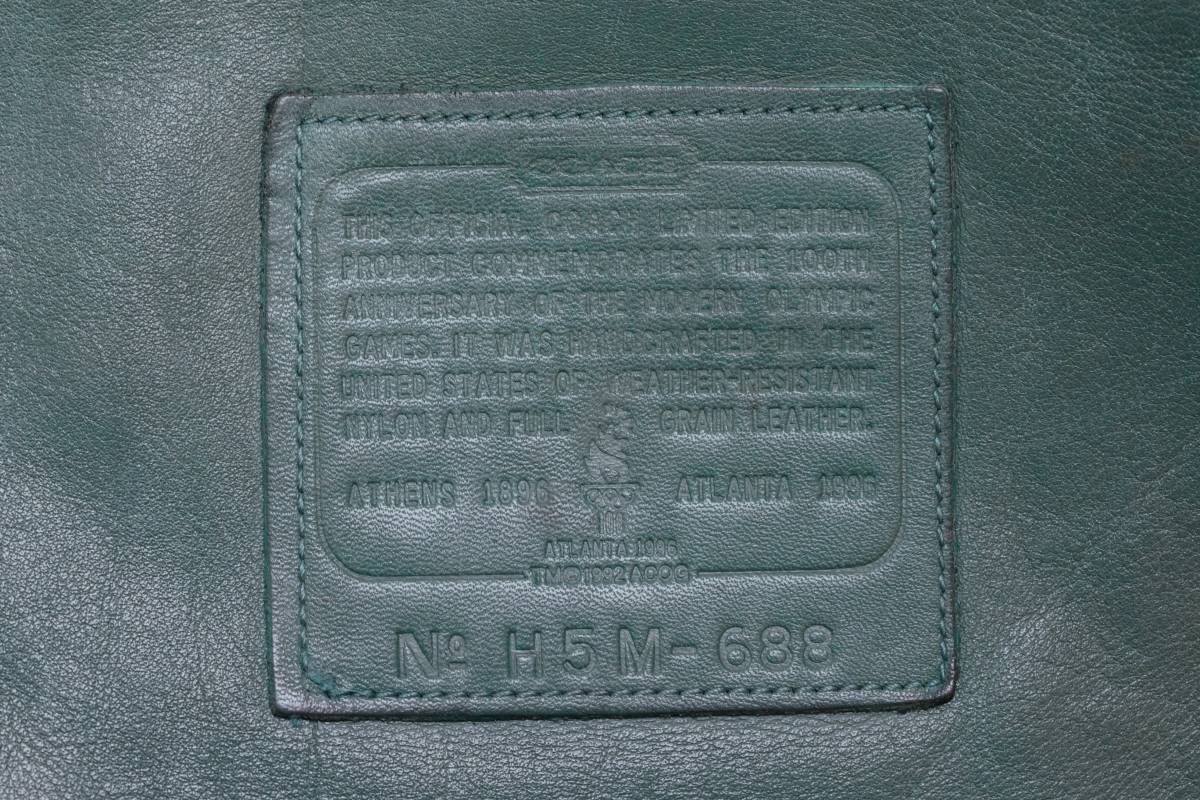 COACH
THIS OFFICIAL COACH LIMITED EDITION
PRODUCT COMMEMORATES THE 100TH
ANNIVERSARY OF THE MODERN OLYMPIC
GAMES. IT WAS HANDCRAFTED IN THE
UNITED STATES OF WEATHER-RESISTANT
NYLON AND FULL GRAIN LEATHER.
ATHENS 1896 ATLANTA 1996
100
ATLANTA 1996
TM©1992 ACOG
Nº H5M-688